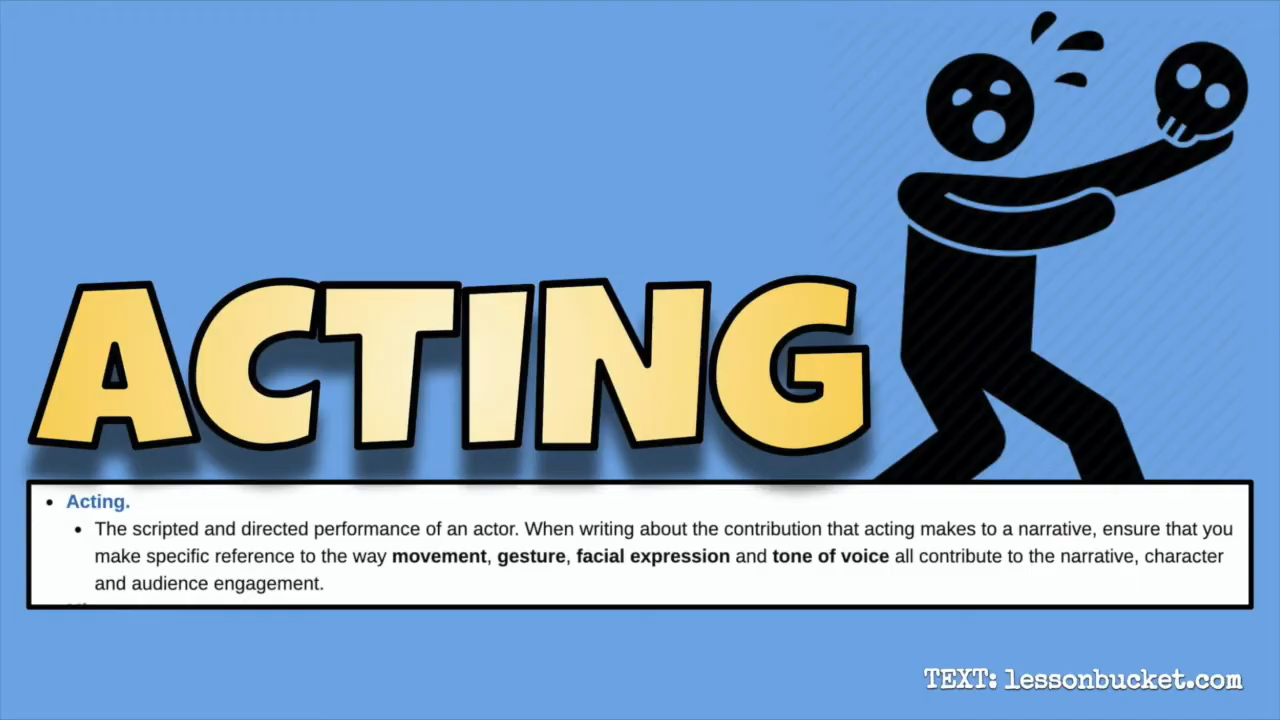 ACTING
• Acting.
• The scripted and directed performance of an actor. When writing about the contribution that acting makes to a narrative, ensure that you
make specific reference to the way movement, gesture, facial expression and tone of voice all contribute to the narrative, character
and audience engagement.
TEXT: lessonbucket.com